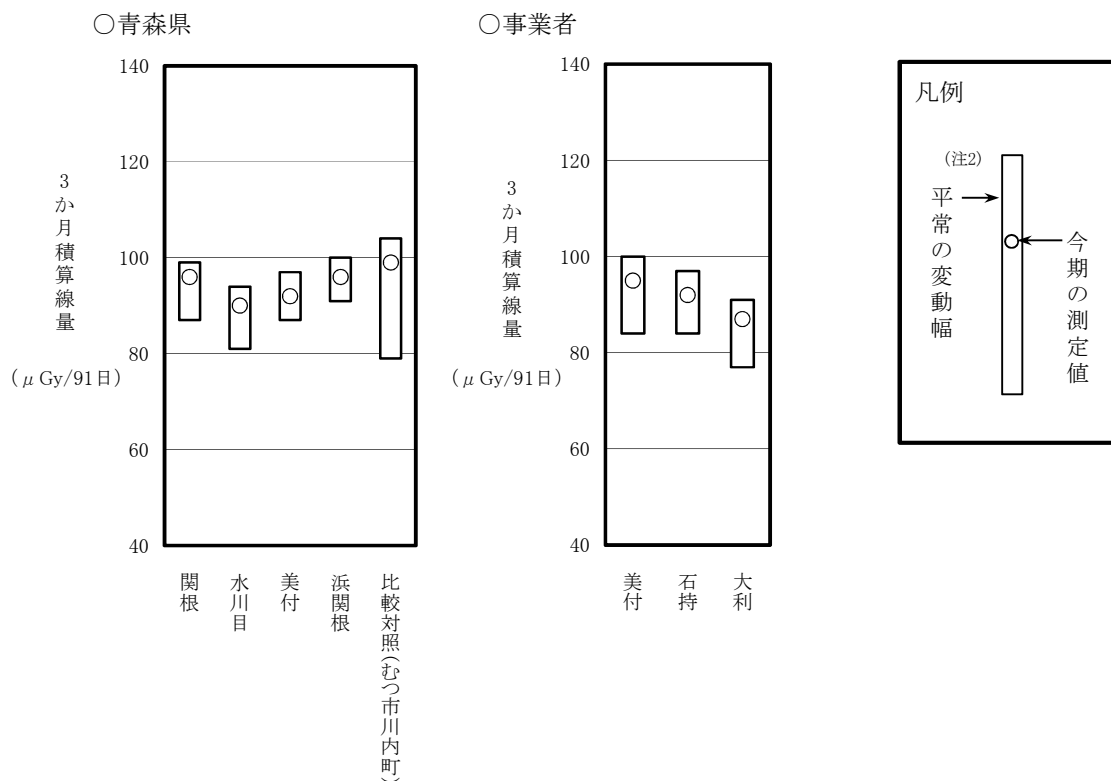 ○青森県
140
120
100
80
60
40
3か月積算線量
(μGy/91日)
関根
水川目
美付
浜関根
比較対照(むつ市川内町)
○事業者
140
120
100
80
60
40
3か月積算線量
(μGy/91日)
美付
石持
大利
凡例
(注2)
平常の変動幅
今期の測定値